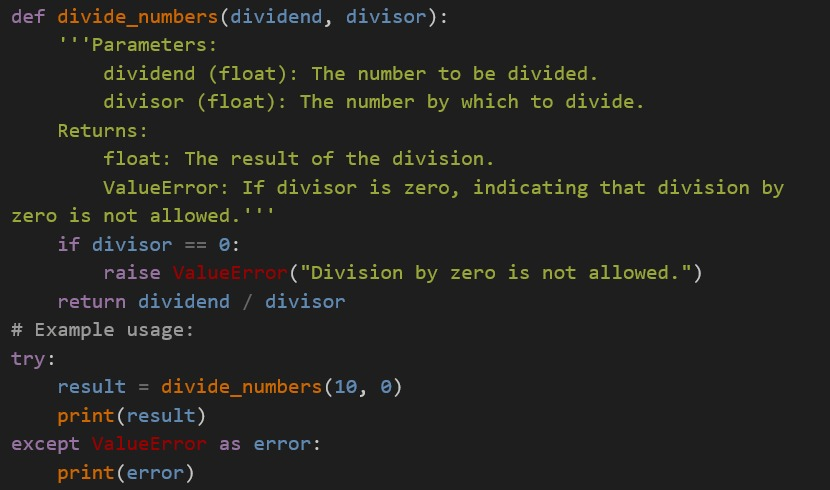 def divide_numbers(dividend, divisor):
    '''Parameters:
        dividend (float): The number to be divided.
        divisor (float): The number by which to divide.
    Returns:
        float: The result of the division.
        ValueError: If divisor is zero, indicating that division by
zero is not allowed.'''
    if divisor == 0:
        raise ValueError("Division by zero is not allowed.")
    return dividend / divisor
# Example usage:
try:
    result = divide_numbers(10, 0)
    print(result)
except ValueError as error:
    print(error)